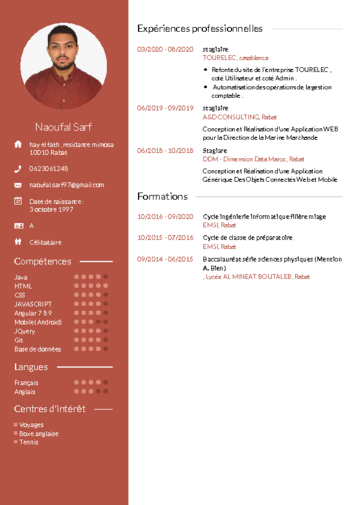 Naoufal Sarf
hay el fath , residance mimosa
10010 Rabat
0623061248
naoufal.sarf97@gmail.com
Date de naissance :
3 octobre 1997
A
Célibataire
Compétences
Java
HTML
CSS
JAVASCRIPT
Angular 7 8 9
Mobile( Android)
JQuery
Git
Base de données
Langues
Français
Anglais
Centres d'intérêt
Voyages
Boxe anglaise
Tennis
Expériences professionnelles
03/2020 - 08/2020 stagiaire
TOURELEC , casablanca
Refonte du site de l'entreprise TOURELEC ,
coté Utilisateur et coté Admin .
Automatisation des opérations de la gestion
comptable .
06/2019 - 09/2019 stagiaire
A&D CONSULTING, Rabat
Conception et Réalisation d'une Application WEB
pour la Direction de la Marine Marchande
06/2018 - 10/2018 Stagiare
DDM - Dimension Data Maroc , Rabat
Conception et Réalisation d'une Application
Générique Des Objets Connectés Web et Mobile
Formations
10/2016 - 09/2020 Cycle ingénierie informatique filière miage
EMSI, Rabat
10/2015 - 07/2016 Cycle de classe de préparatoire
EMSI, Rabat
09/2014 - 06/2015 Baccalauréat série sciences physiques (Mention
A. Bien)
, Lycée AL MINEAT BOUTALEB , Rabat